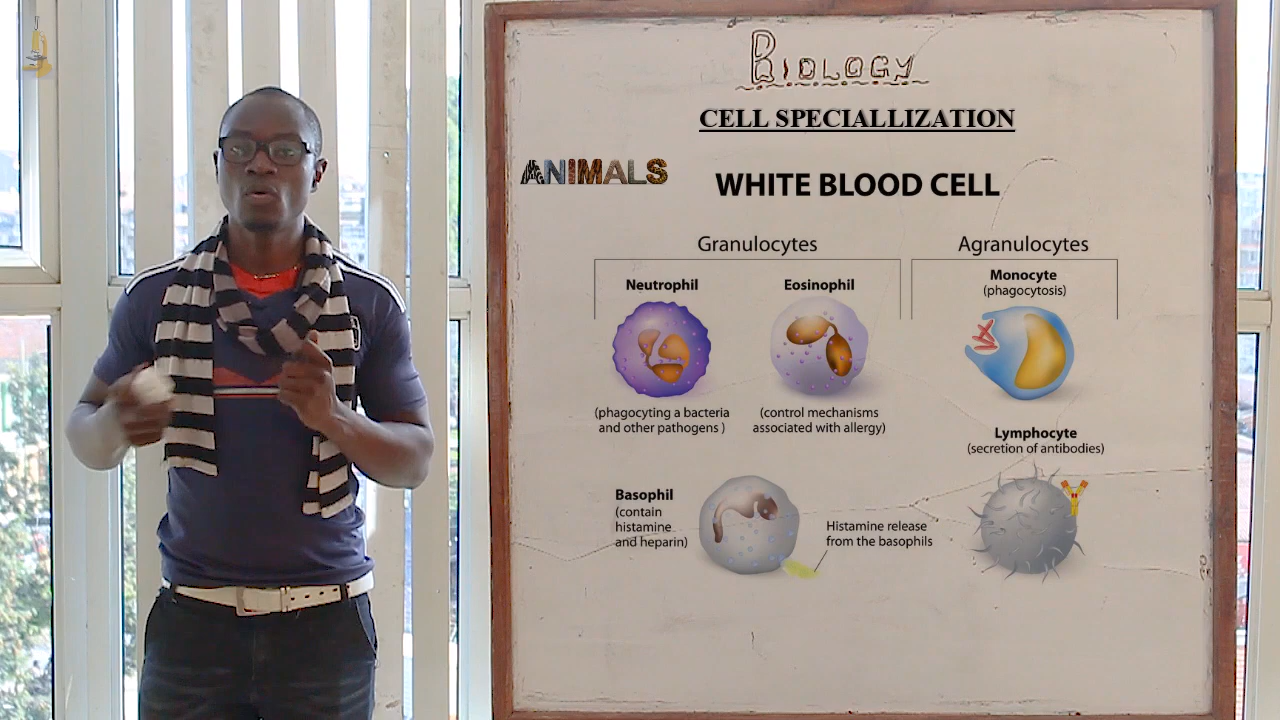 BIOLOGY
CELL SPECIALLIZATION
ANIMALS
WHITE BLOOD CELL
Granulocytes
Agranulocytes
Neutrophil
(phagocyting a bacteria
and other pathogens )
Eosinophil
(control mechanisms
associated with allergy)
Monocyte
(phagocytosis)
Lymphocyte
(secretion of antibodies)
Basophil
(contain
histamine
and heparin)
Histamine release
from the basophils